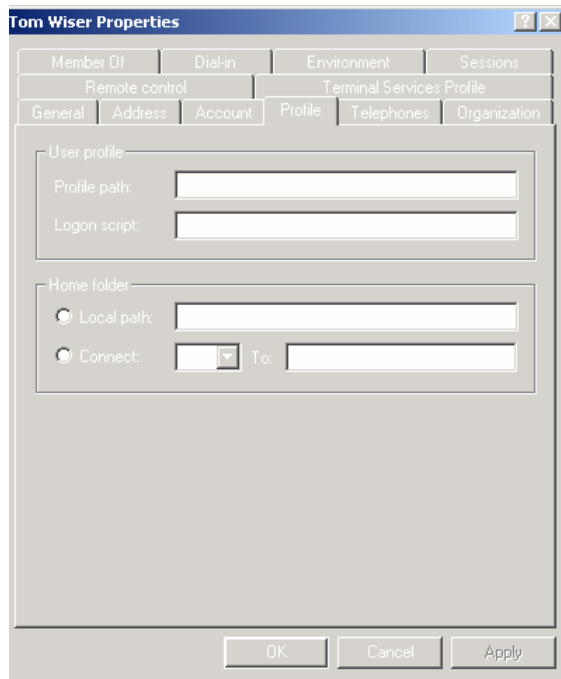 Tom Wiser Properties
Member Of Dial-in Environment Sessions
Remote control Terminal Services Profile
General Address Account Profile Telephones Organization
User profile
Profile path:
Logon script:
Home folder
Local path:
Connect: To:
OK Cancel Apply